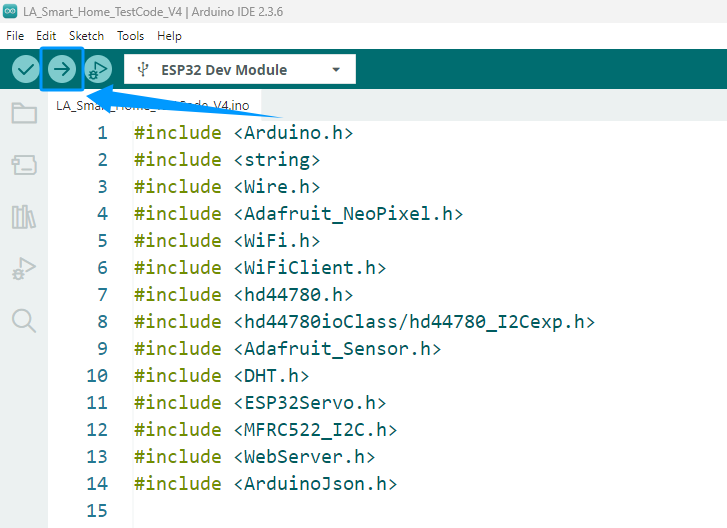 LA_Smart_Home_TestCode_V4 | Arduino IDE 2.3.6
File Edit Sketch Tools Help
ESP32 Dev Module
LA_Smart_Home_TestCode_V4.ino
1 #include <Arduino.h>
2 #include <string>
3 #include <Wire.h>
4 #include <Adafruit_NeoPixel.h>
5 #include <WiFi.h>
6 #include <WiFiClient.h>
7 #include <hd44780.h>
8 #include <hd44780ioClass/hd44780_I2Cexp.h>
9 #include <Adafruit_Sensor.h>
10 #include <DHT.h>
11 #include <ESP32Servo.h>
12 #include <MFRC522_I2C.h>
13 #include <WebServer.h>
14 #include <ArduinoJson.h>
15